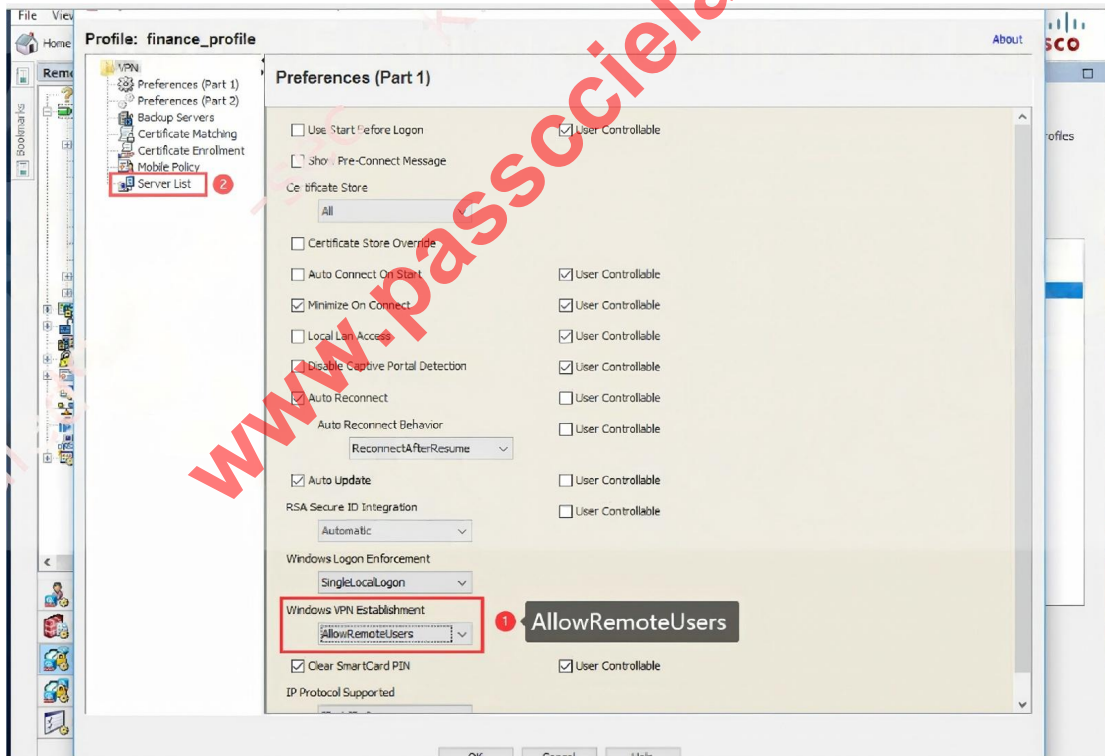 File View
Home
Profile: finance_profile
About
Bookmarks
VPN
Preferences (Part 1)
Preferences (Part 2)
Backup Servers
Certificate Matching
Certificate Enrollment
Mobile Policy
Server List
2
Preferences (Part 1)
Use Start Before Logon
User Controllable
Show Pre-Connect Message
Certificate Store
All
Certificate Store Override
Auto Connect On Start
User Controllable
Minimize On Connect
User Controllable
Local Lan Access
User Controllable
Disable Captive Portal Detection
User Controllable
Auto Reconnect
User Controllable
Auto Reconnect Behavior
User Controllable
ReconnectAfterResume
Auto Update
User Controllable
RSA Secure ID Integration
User Controllable
Automatic
Windows Logon Enforcement
SingleLocalLogon
Windows VPN Establishment
AllowRemoteUsers
1
AllowRemoteUsers
Clear SmartCard PIN
User Controllable
IP Protocol Supported
OK
Cancel
Help